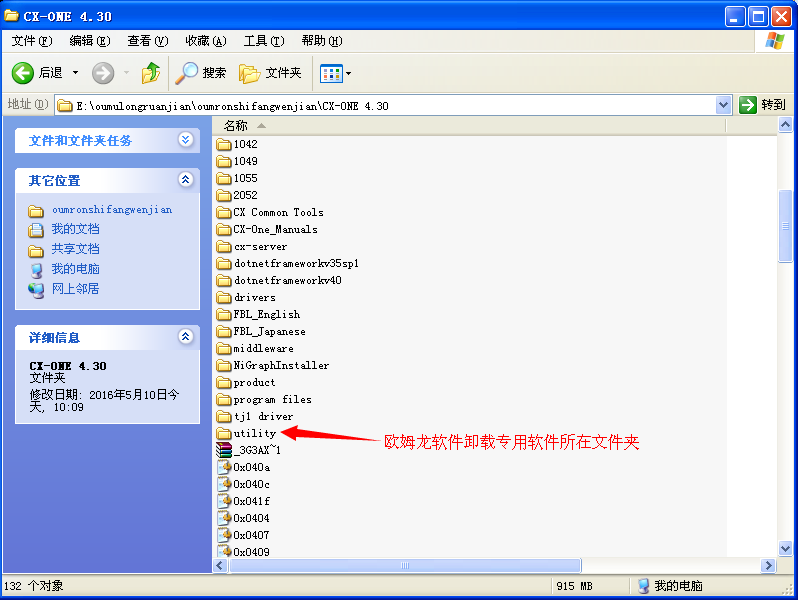 CX-ONE 4.30
文件(F) 编辑(E) 查看(V) 收藏(A) 工具(T) 帮助(H)
后退 搜索 文件夹
地址(D) E:\oumulongruanjian\oumronshifangwenjian\CX-ONE 4.30 转到
文件和文件夹任务
其它位置
oumronshifangwenjian
我的文档
共享文档
我的电脑
网上邻居
详细信息
CX-ONE 4.30
文件夹
修改日期: 2016年5月10日今
天, 10:09
名称
1042
1049
1055
2052
CX Common Tools
CX-One_Manuals
cx-server
dotnetframeworkv35sp1
dotnetframeworkv40
drivers
FBL_English
FBL_Japanese
middleware
NiGraphInstaller
product
program files
tj1 driver
utility
欧姆龙软件卸载专用软件所在文件夹
_3G3AX~1
0x040a
0x040c
0x041f
0x0404
0x0407
0x0409
132 个对象 915 MB 我的电脑